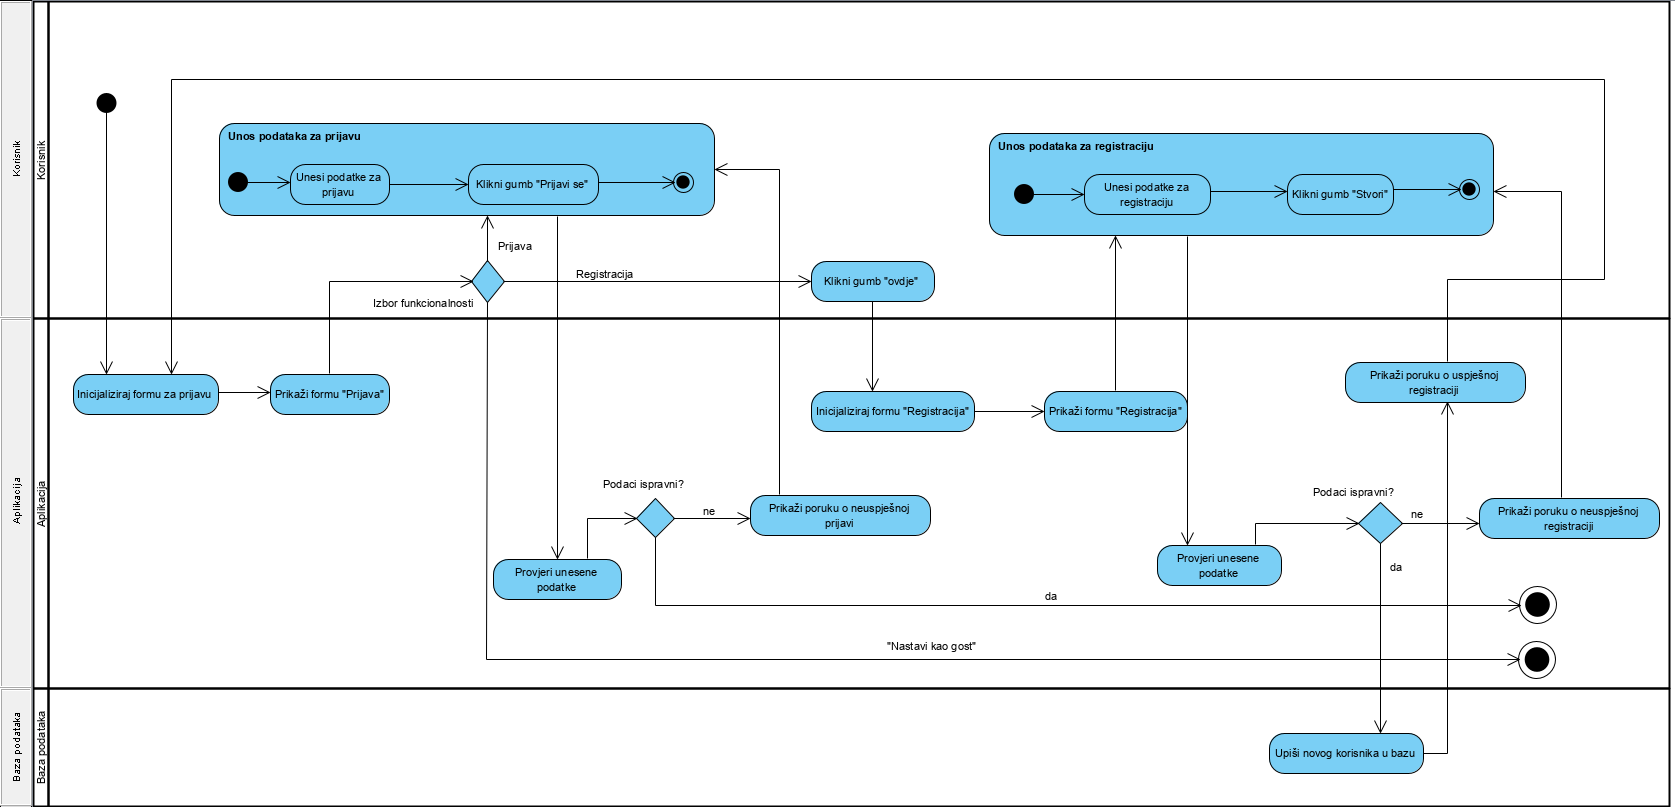 Korisnik
Korisnik
Unos podataka za prijavu
Unesi podatke za
prijavu
Klikni gumb "Prijavi se"
Unos podataka za registraciju
Unesi podatke za
registraciju
Klikni gumb "Stvori"
Prijava
Registracija
Izbor funkcionalnosti
Klikni gumb "ovdje"
Aplikacija
Aplikacija
Inicijaliziraj formu za prijavu
Prikaži formu "Prijava"
Inicijaliziraj formu "Registracija"
Prikaži formu "Registracija"
Prikaži poruku o uspješnoj
registraciji
Podaci ispravni?
ne
Prikaži poruku o neuspješnoj
prijavi
Podaci ispravni?
ne
Prikaži poruku o neuspješnoj
registraciji
Provjeri unesene
podatke
Provjeri unesene
podatke
da
da
"Nastavi kao gost"
Baza podataka
Baza podataka
Upiši novog korisnika u bazu